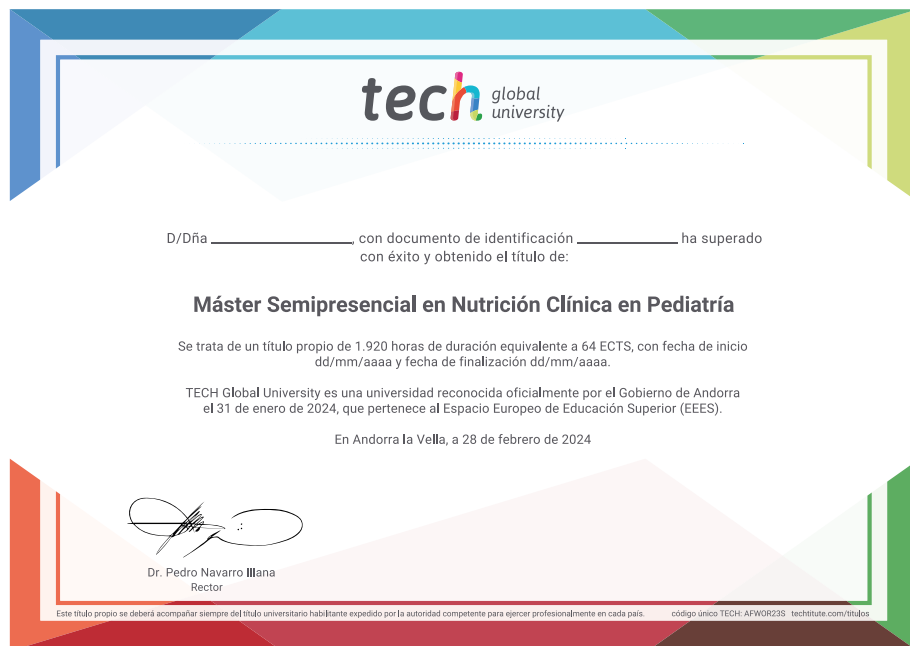 tech global university
D/Dña ____________________, con documento de identificación ______________ ha superado
con éxito y obtenido el título de:
Máster Semipresencial en Nutrición Clínica en Pediatría
Se trata de un título propio de 1.920 horas de duración equivalente a 64 ECTS, con fecha de inicio
dd/mm/aaaa y fecha de finalización dd/mm/aaaa.
TECH Global University es una universidad reconocida oficialmente por el Gobierno de Andorra
el 31 de enero de 2024, que pertenece al Espacio Europeo de Educación Superior (EEES).
En Andorra la Vella, a 28 de febrero de 2024
Dr. Pedro Navarro Illana
Rector
Este título propio se deberá acompañar siempre del título universitario habilitante expedido por la autoridad competente para ejercer profesionalmente en cada país. código único TECH: AFWOR23S techtitute.com/titulos